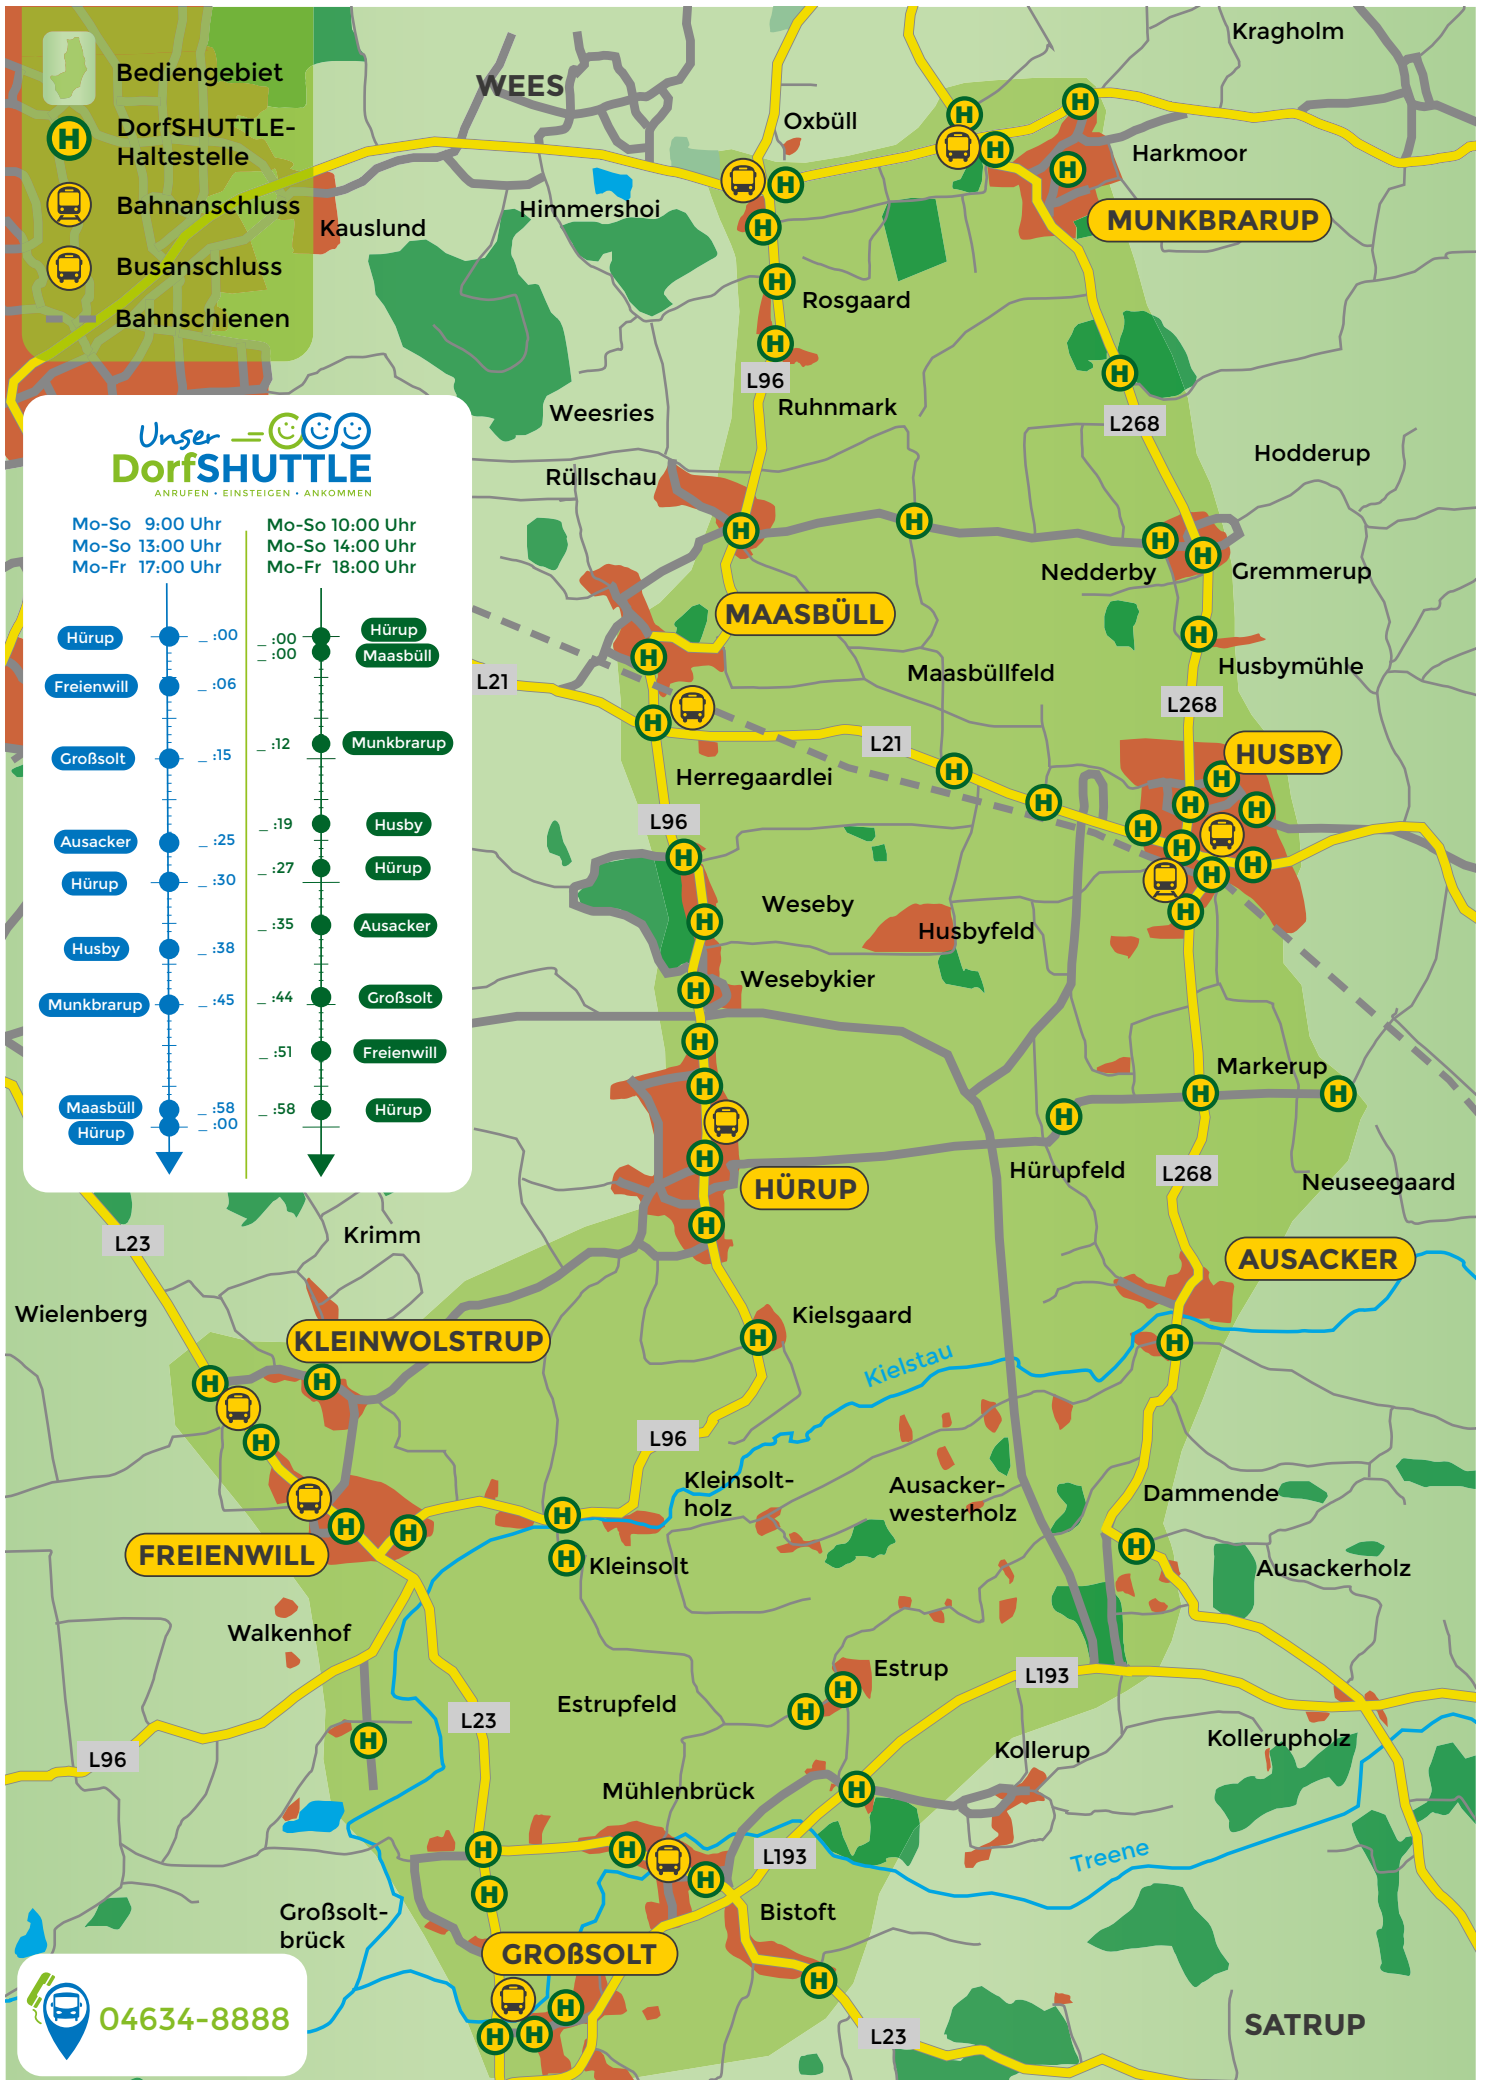 Bediengebiet
H DorfSHUTTLE-
Haltestelle
Bahnanschluss
Busanschluss
Bahnschienen
WEES
Kragholm
Oxbüll
Harkmoor
Himmershoi
Kauslund
MUNKBRARUP
Rosgaard
L96
Ruhnmark
Weesries
L268
Hodderup
Rüllschau
Nedderby
Gremmerup
MAASBÜLL
Maasbüllfeld
Husbymühle
L21
L268
L21
HUSBY
Herregaardlei
L96
Weseby
Husbyfeld
Wesebykier
Markerup
Hürupfeld
L268
Neuseegaard
HÜRUP
AUSACKER
Unser
DorfSHUTTLE
ANRUFEN • EINSTEIGEN • ANKOMMEN
Mo-So 9:00 Uhr
Mo-So 13:00 Uhr
Mo-Fr 17:00 Uhr
Hürup _ :00
Freienwill _ :06
Großsolt _ :15
Ausacker _ :25
Hürup _ :30
Husby _ :38
Munkbrarup _ :45
Maasbüll _ :58
Hürup _ :00
Mo-So 10:00 Uhr
Mo-So 14:00 Uhr
Mo-Fr 18:00 Uhr
_ :00 Hürup
_ :00 Maasbüll
_ :12 Munkbrarup
_ :19 Husby
_ :27 Hürup
_ :35 Ausacker
_ :44 Großsolt
_ :51 Freienwill
_ :58 Hürup
L23
Krimm
Wielenberg
KLEINWOLSTRUP
Kielsgaard
Kielstau
L96
Kleinsolt-
holz
Ausacker-
westerholz
Dammende
FREIENWILL
Kleinsolt
Ausackerholz
Walkenhof
Estrup
L193
Estrupfeld
L23
L96
Kollerup
Kollerupholz
Mühlenbrück
L193
Treene
Großsolt-
brück
Bistoft
GROßSOLT
L23
SATRUP
04634-8888